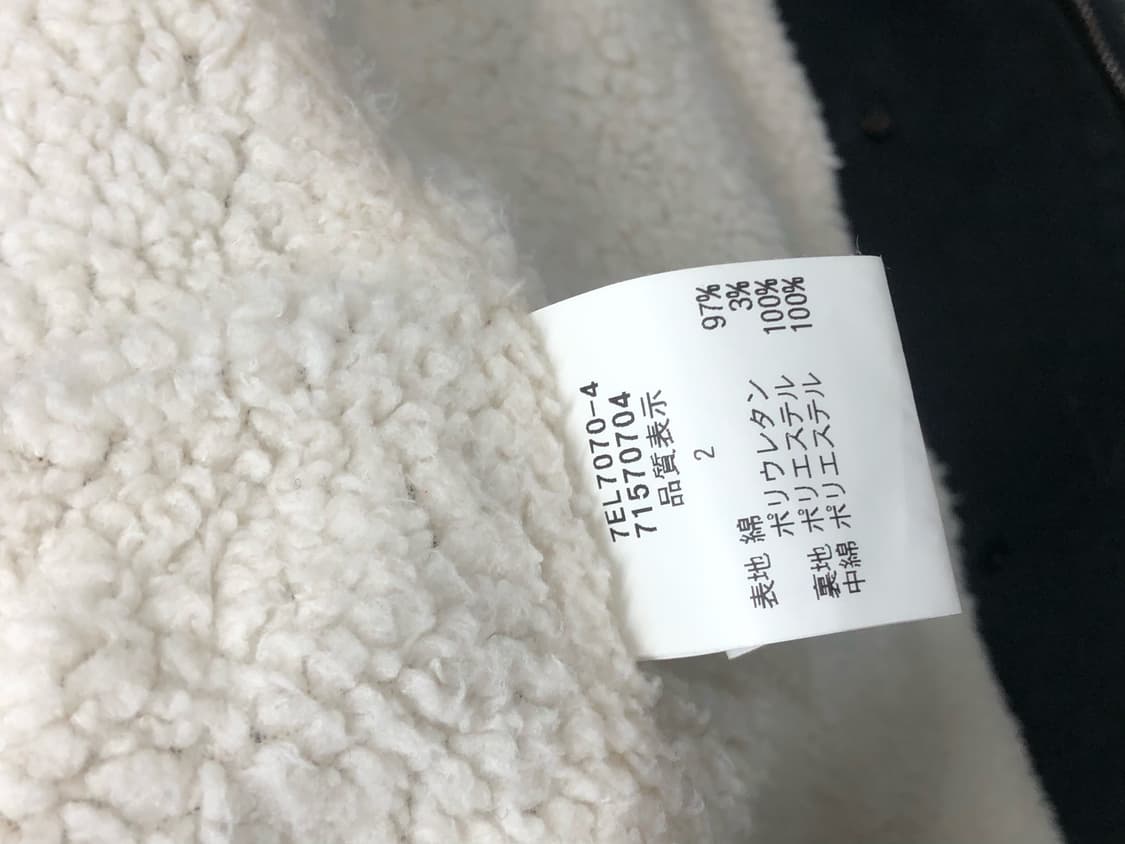 7EL7070-4
71570704
品質表示
2
表地 綿 97%
ポリウレタン 3%
裏地 ポリエステル 100%
中綿 ポリエステル 100%